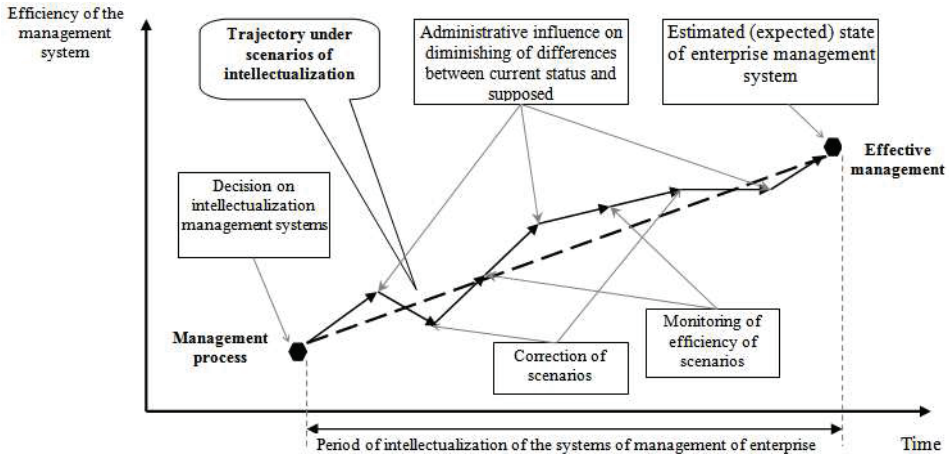 Efficiency of the
management
system
Trajectory under
scenarios of
intellectualization
Administrative influence on
diminishing of differences
between current status and
supposed
Estimated (expected) state
of enterprise management
system
Decision on
intellectualization
management systems
Effective
management
Management
process
Correction of
scenarios
Monitoring of
efficiency of
scenarios
Period of intellectualization of the systems of management of enterprise
Time